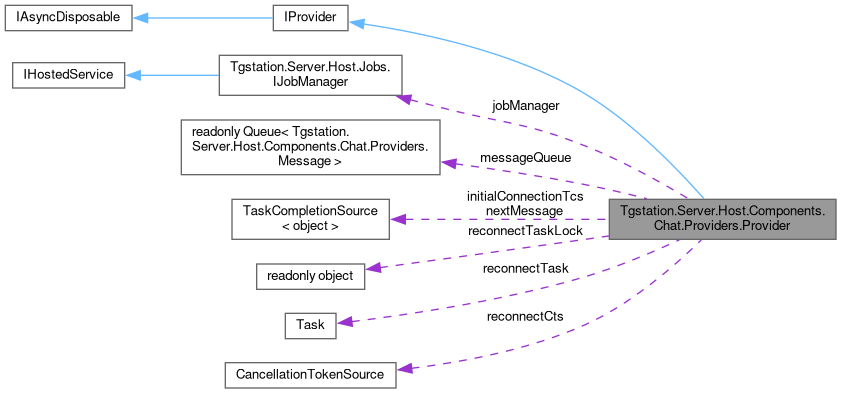 IAsyncDisposable
IProvider
IHostedService
Tgstation.Server.Host.Jobs.
IJobManager
jobManager
readonly Queue< Tgstation.
Server.Host.Components.Chat.Providers.
Message >
messageQueue
TaskCompletionSource
< object >
initialConnectionTcs
nextMessage
Tgstation.Server.Host.Components.
Chat.Providers.Provider
reconnectTaskLock
readonly object
reconnectTask
Task
reconnectCts
CancellationTokenSource